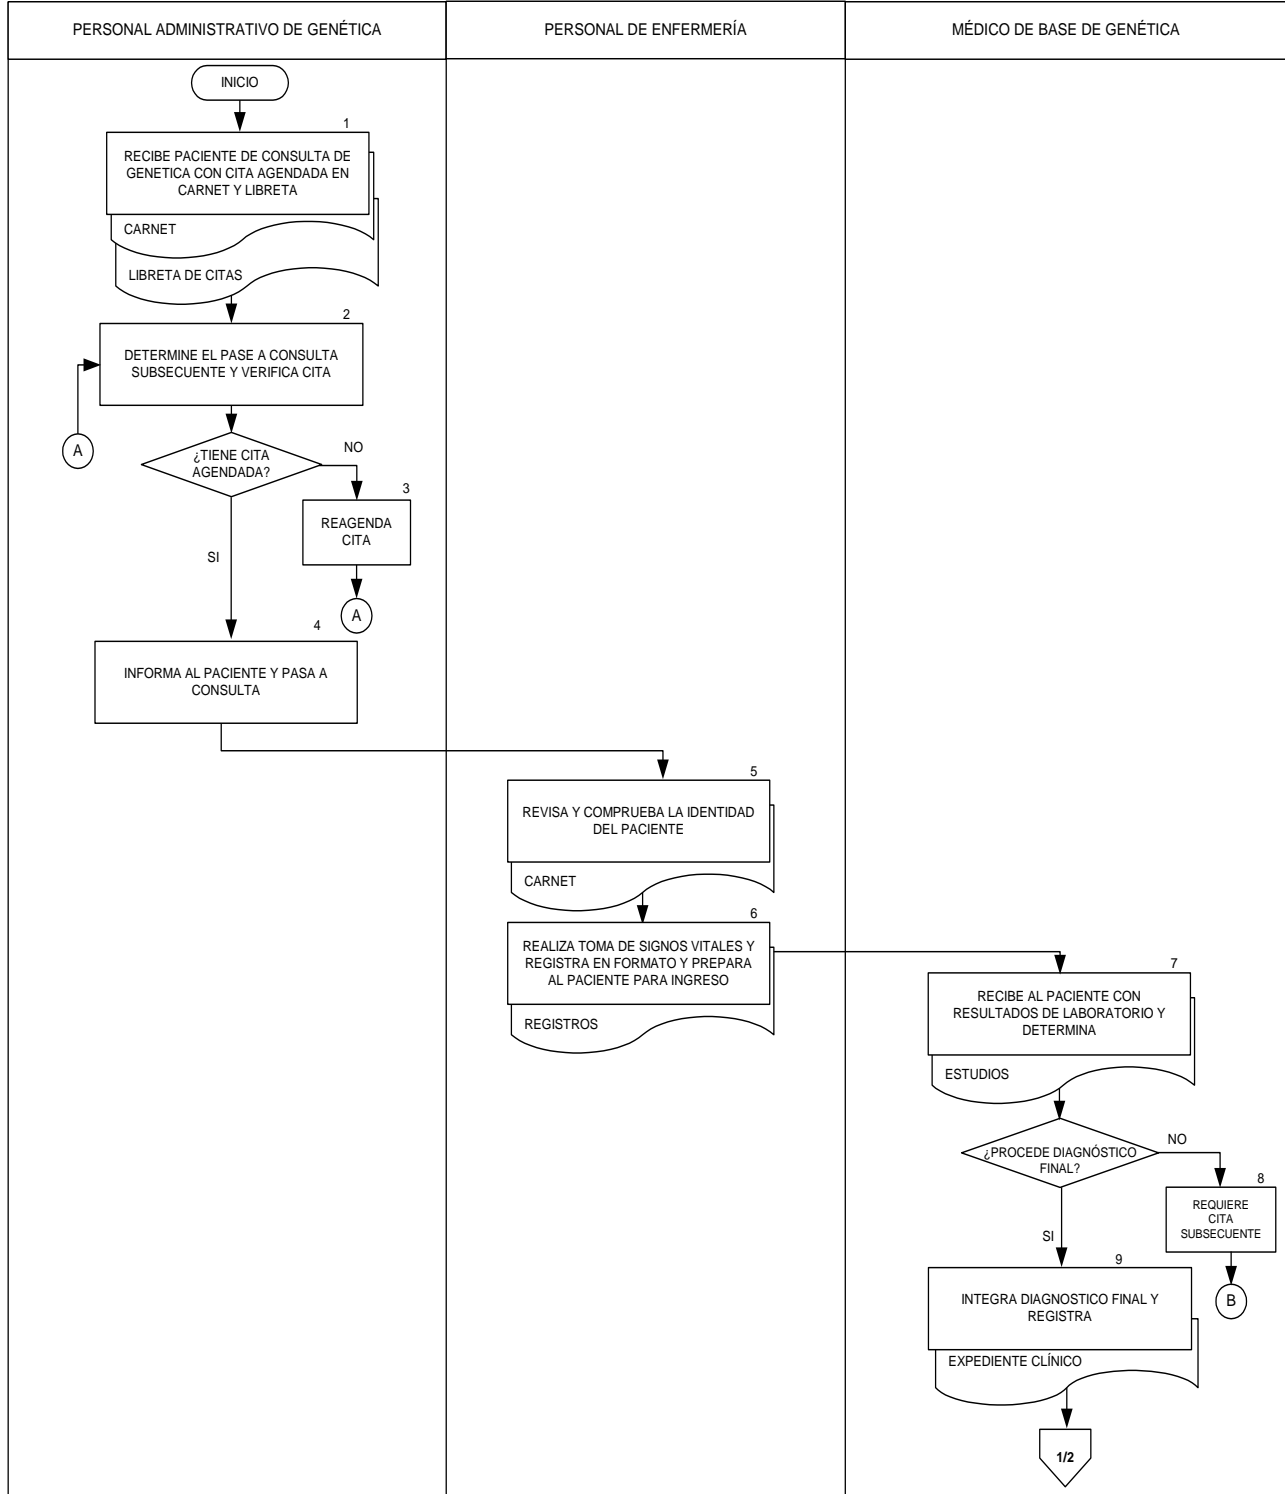 PERSONAL ADMINISTRATIVO DE GENÉTICA
PERSONAL DE ENFERMERÍA
MÉDICO DE BASE DE GENÉTICA
INICIO
1
RECIBE PACIENTE DE CONSULTA DE
GENETICA CON CITA AGENDADA EN
CARNET Y LIBRETA
CARNET
LIBRETA DE CITAS
2
DETERMINE EL PASE A CONSULTA
SUBSECUENTE Y VERIFICA CITA
A
¿TIENE CITA
AGENDADA?
NO
3
REAGENDA
CITA
A
SI
4
INFORMA AL PACIENTE Y PASA A
CONSULTA
5
REVISA Y COMPRUEBA LA IDENTIDAD
DEL PACIENTE
CARNET
6
REALIZA TOMA DE SIGNOS VITALES Y
REGISTRA EN FORMATO Y PREPARA
AL PACIENTE PARA INGRESO
REGISTROS
7
RECIBE AL PACIENTE CON
RESULTADOS DE LABORATORIO Y
DETERMINA
ESTUDIOS
¿PROCEDE DIAGNÓSTICO
FINAL?
NO
8
REQUIERE
CITA
SUBSECUENTE
B
SI
9
INTEGRA DIAGNOSTICO FINAL Y
REGISTRA
EXPEDIENTE CLÍNICO
1/2